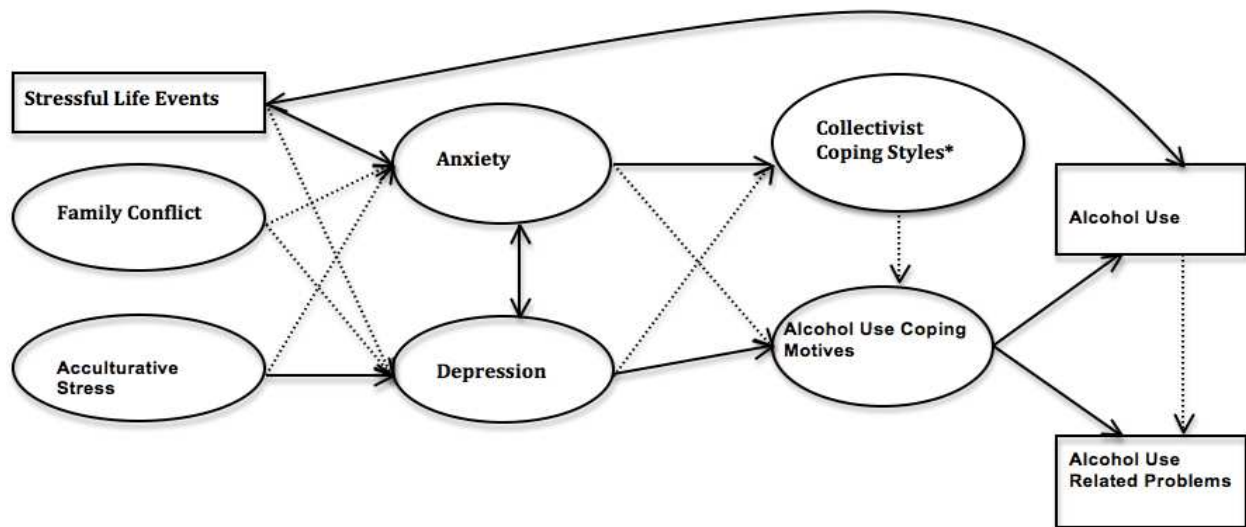 Stressful Life Events
Family Conflict
Acculturative
Stress
Anxiety
Depression
Collectivist
Coping Styles*
Alcohol Use Coping
Motives
Alcohol Use
Alcohol Use
Related Problems